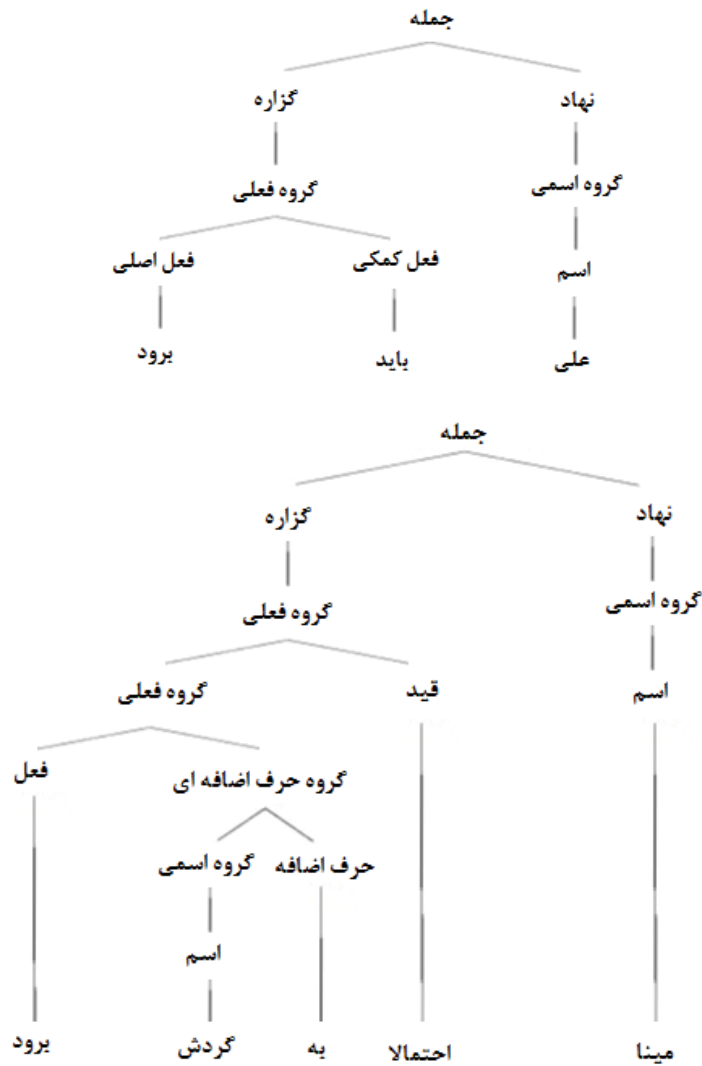 جمله
نهاد گزاره
گروه اسمی گروه فعلی
اسم فعل کمکی فعل اصلی
علی باید برود
جمله
نهاد گزاره
گروه اسمی گروه فعلی
اسم قید گروه فعلی
گروه حرف اضافه ای فعل
حرف اضافه گروه اسمی
اسم
مینا احتمالا به گردش برود